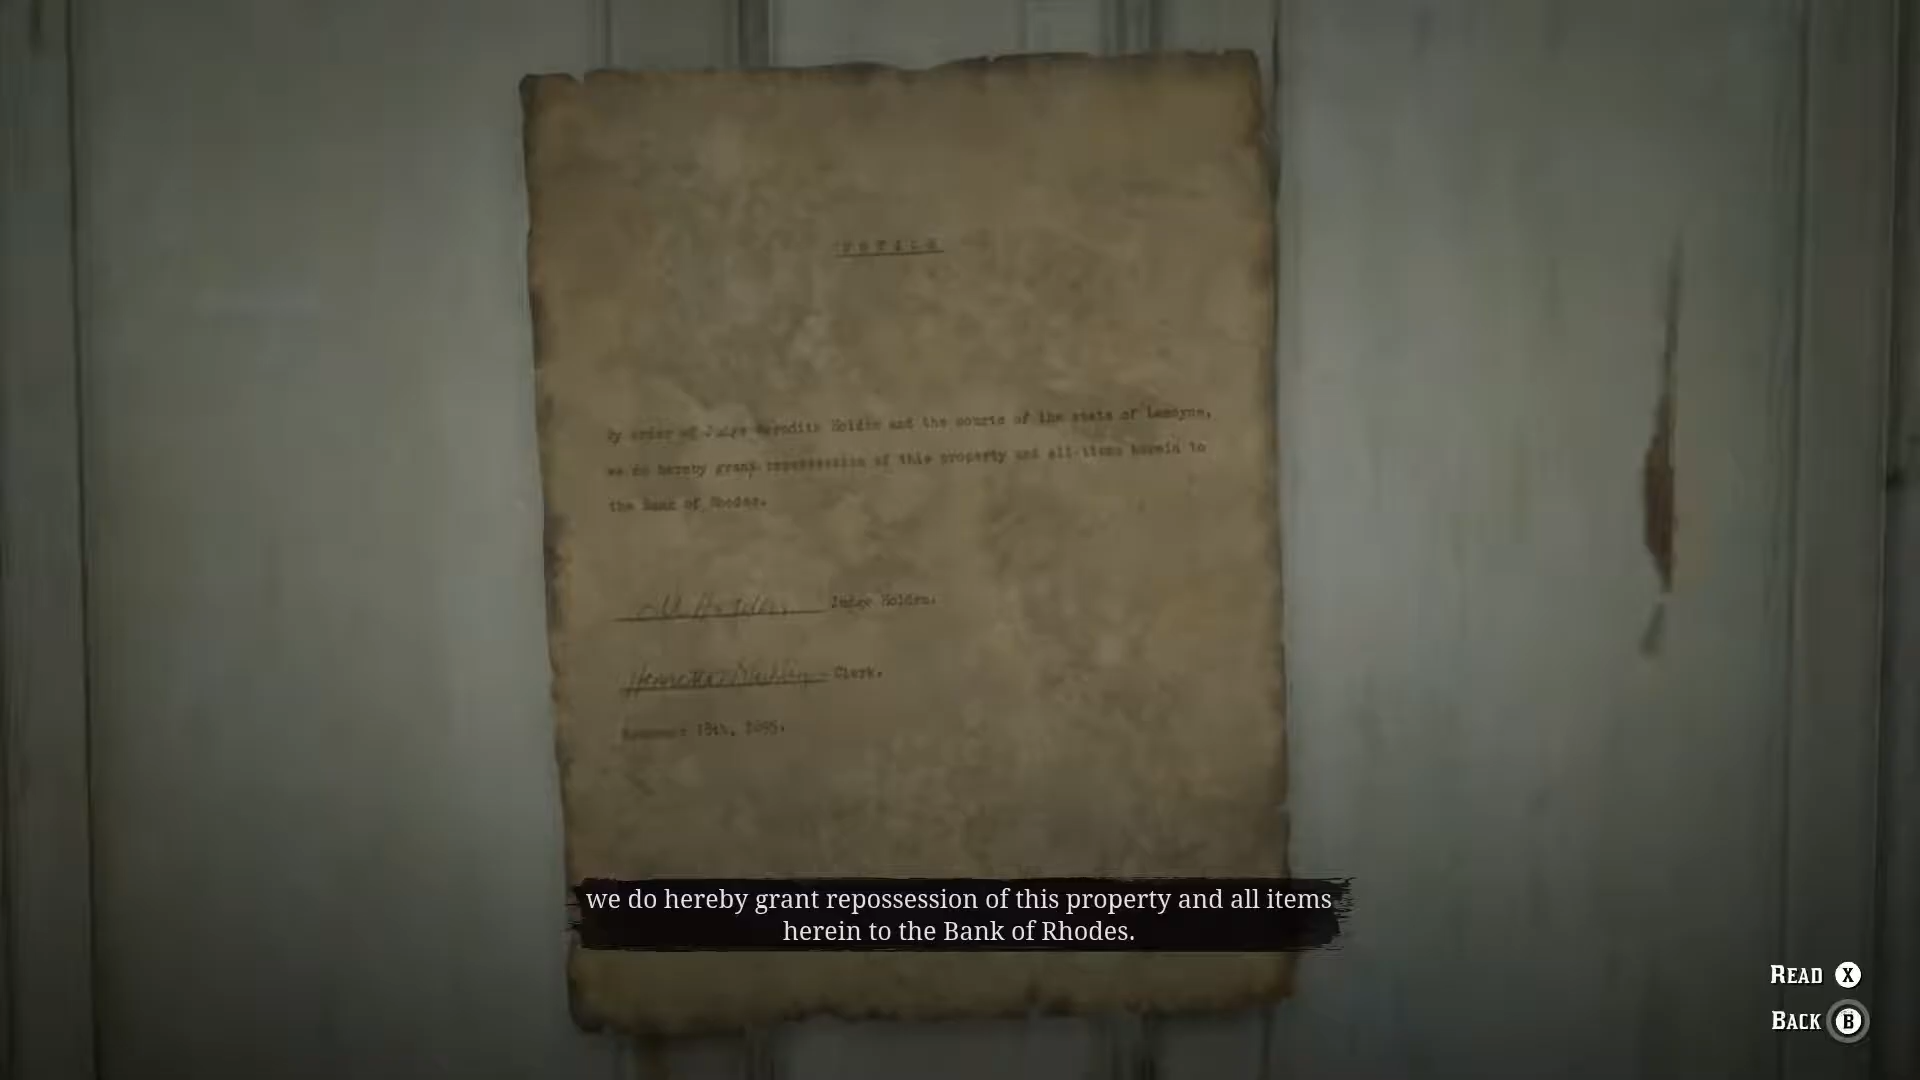 By order of Judge Meredith Holden and the courts of the state of Lemoyne,
we do hereby grant repossession of this property and all items herein to
the Bank of Rhodes.
Judge Holden.
Clerk.
18th, 1895.
we do hereby grant repossession of this property and all items
herein to the Bank of Rhodes.
READ X
BACK B